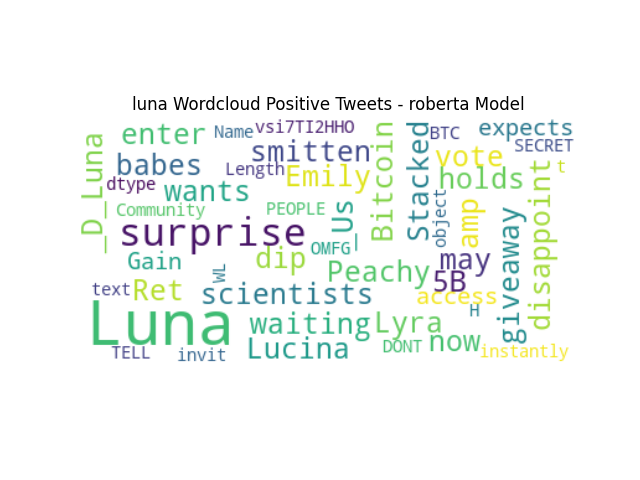 luna Wordcloud Positive Tweets - roberta Model
_D_Luna
enter
Name
vsi7TI2HHO
Bitcoin
Stacked
BTC
expects
babes
smitten
vote
SECRET
dtype
wants
Length
Emily
holds
t
Community
PEOPLE
Us_
object
amp
disappoint
surprise
OMFG
giveaway
Gain
WL
dip
Peachy
may
5B
text
Ret
scientists
access
Luna
waiting
Lyra
H
now
TELL
invit
Lucina
DONT
instantly